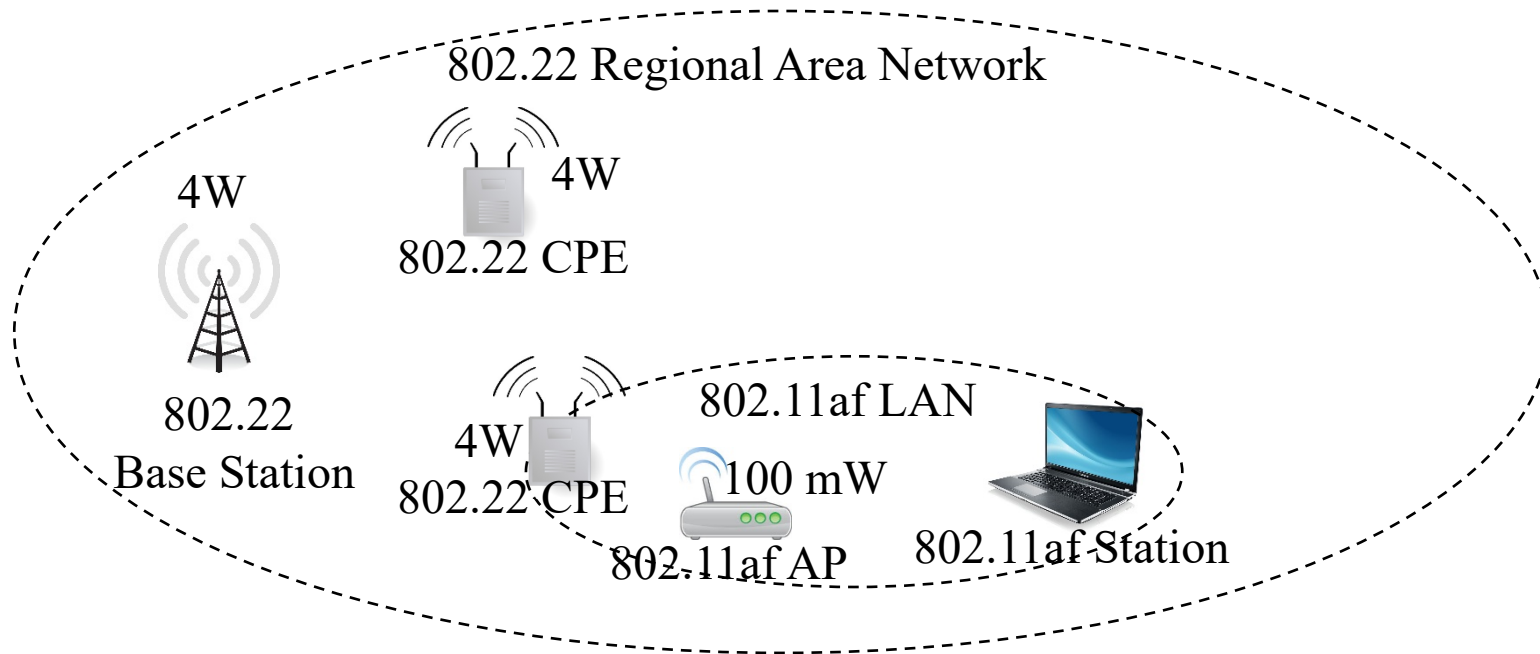 802.22 Regional Area Network
4W
4W
802.22 CPE
802.22
Base Station
802.11af LAN
4W
802.22 CPE
100 mW
802.11af AP
802.11af Station